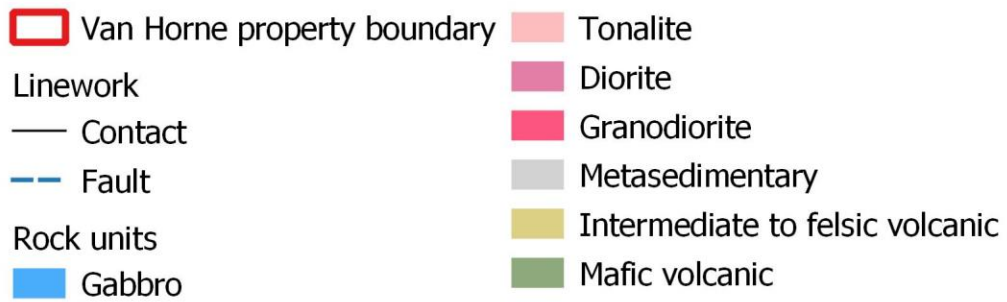 Van Horne property boundary
Linework
Contact
Fault
Rock units
Gabbro
Tonalite
Diorite
Granodiorite
Metasedimentary
Intermediate to felsic volcanic
Mafic volcanic